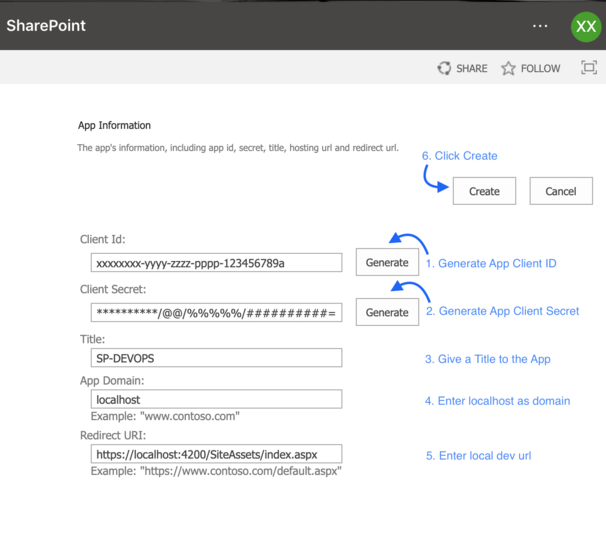 SharePoint ... XX
SHARE FOLLOW
App Information
The app's information, including app id, secret, title, hosting url and redirect url.
6. Click Create
Create Cancel
Client Id:
xxxxxxxx-yyyy-zzzz-pppp-123456789a Generate 1. Generate App Client ID
Client Secret:
**********/@@/%%%%%/##########= Generate 2. Generate App Client Secret
Title:
SP-DEVOPS 3. Give a Title to the App
App Domain:
localhost 4. Enter localhost as domain
Example: "www.contoso.com"
Redirect URI:
https://localhost:4200/SiteAssets/index.aspx 5. Enter local dev url
Example: "https://www.contoso.com/default.aspx"